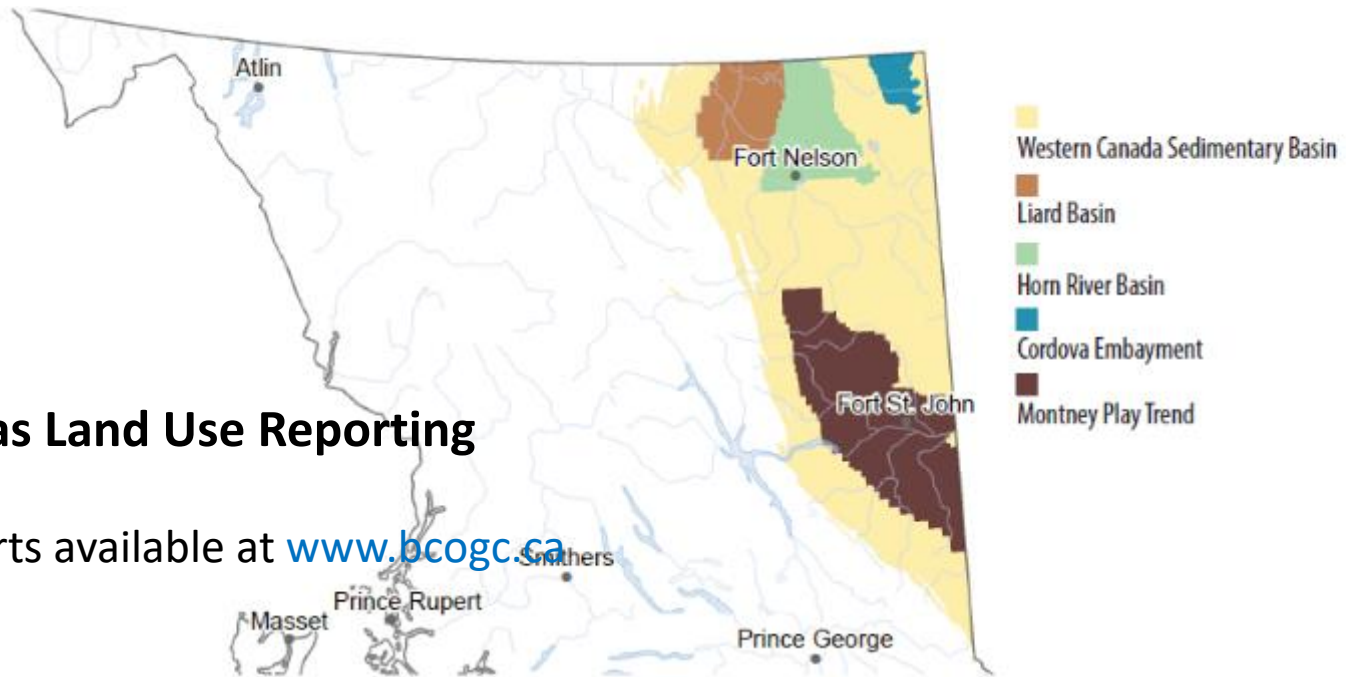 Atlin
Fort Nelson
Fort St. John
Western Canada Sedimentary Basin
Liard Basin
Horn River Basin
Cordova Embayment
Montney Play Trend
as Land Use Reporting
rts available at www.bcogc.ca
Smithers
Prince Rupert
Masset
Prince George